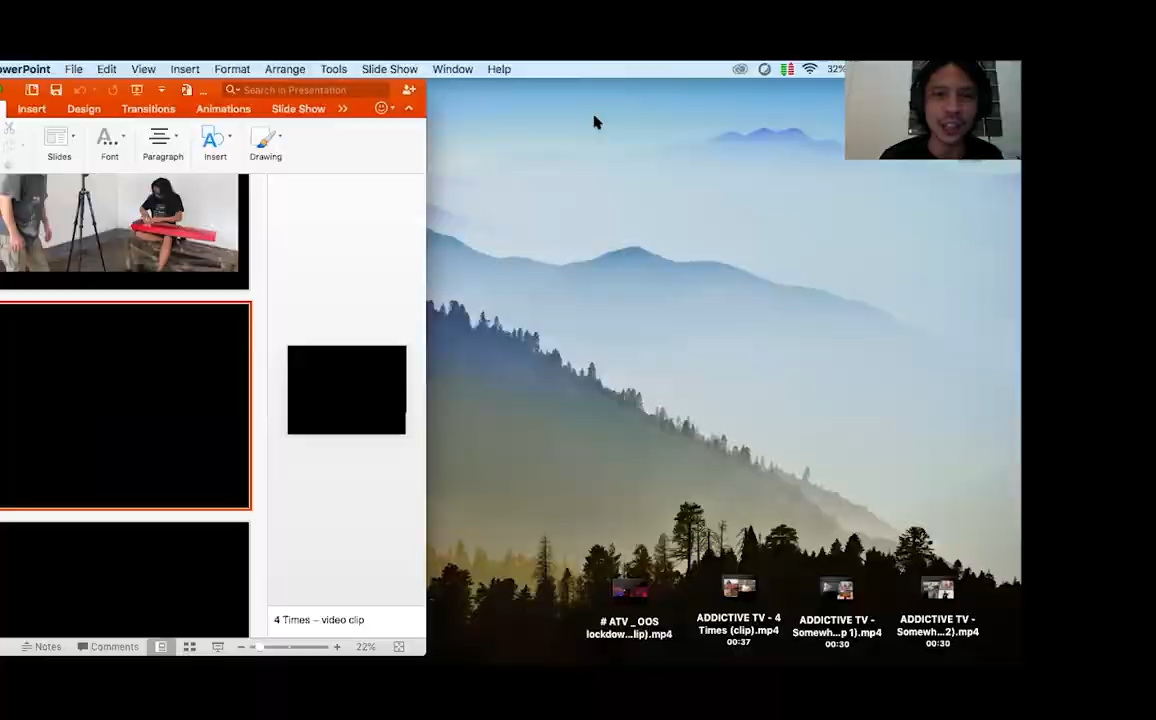 owerPoint File Edit View Insert Format Arrange Tools Slide Show Window Help 32%
Search in Presentation
Insert Design Transitions Animations Slide Show
Slides Font Paragraph Insert Drawing
4 Times – video clip
# ATV _OOS
lockdow...lip).mp4
ADDICTIVE TV - 4
Times (clip).mp4
00:37
ADDICTIVE TV -
Somewh...p 1).mp4
00:30
ADDICTIVE TV -
Somewh...2).mp4
00:30
Notes Comments 22%